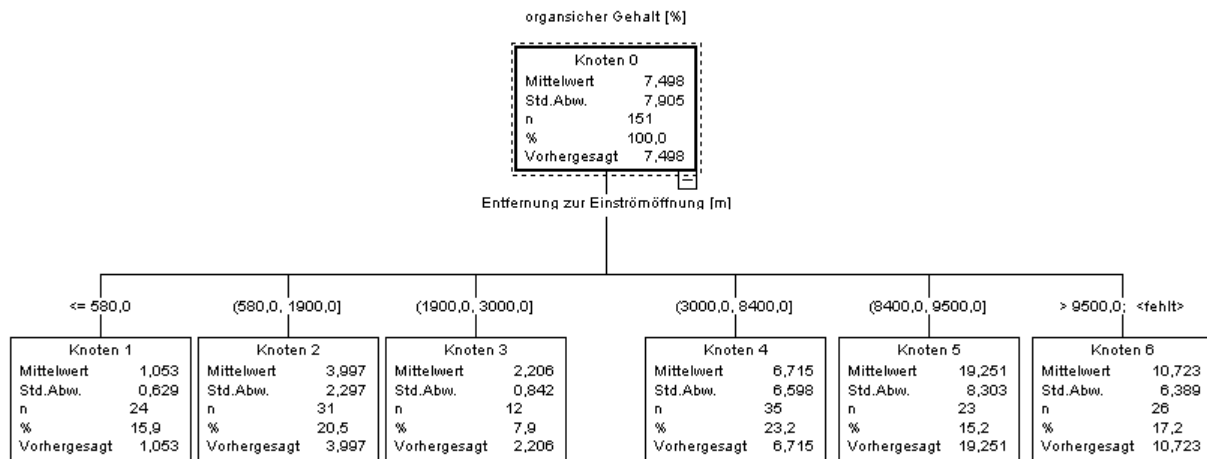 organsicher Gehalt [%]
Knoten 0
Mittelwert 7,498
Std.Abw. 7,905
n 151
% 100,0
Vorhergesagt 7,498
Entfernung zur Einströmöffnung [m]
<= 580,0
(580,0, 1900,0]
(1900,0, 3000,0]
(3000,0, 8400,0]
(8400,0, 9500,0]
> 9500,0; <fehlt>
Knoten 1
Mittelwert 1,053
Std.Abw. 0,629
n 24
% 15,9
Vorhergesagt 1,053
Knoten 2
Mittelwert 3,997
Std.Abw. 2,297
n 31
% 20,5
Vorhergesagt 3,997
Knoten 3
Mittelwert 2,206
Std.Abw. 0,842
n 12
% 7,9
Vorhergesagt 2,206
Knoten 4
Mittelwert 6,715
Std.Abw. 6,598
n 35
% 23,2
Vorhergesagt 6,715
Knoten 5
Mittelwert 19,251
Std.Abw. 8,303
n 23
% 15,2
Vorhergesagt 19,251
Knoten 6
Mittelwert 10,723
Std.Abw. 6,389
n 26
% 17,2
Vorhergesagt 10,723